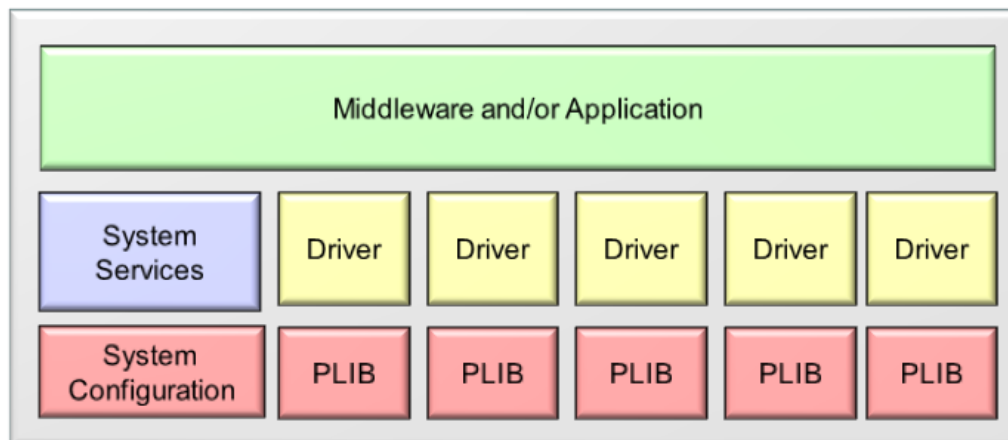 Middleware and/or Application
System
Services
Driver
Driver
Driver
Driver
Driver
System
Configuration
PLIB
PLIB
PLIB
PLIB
PLIB